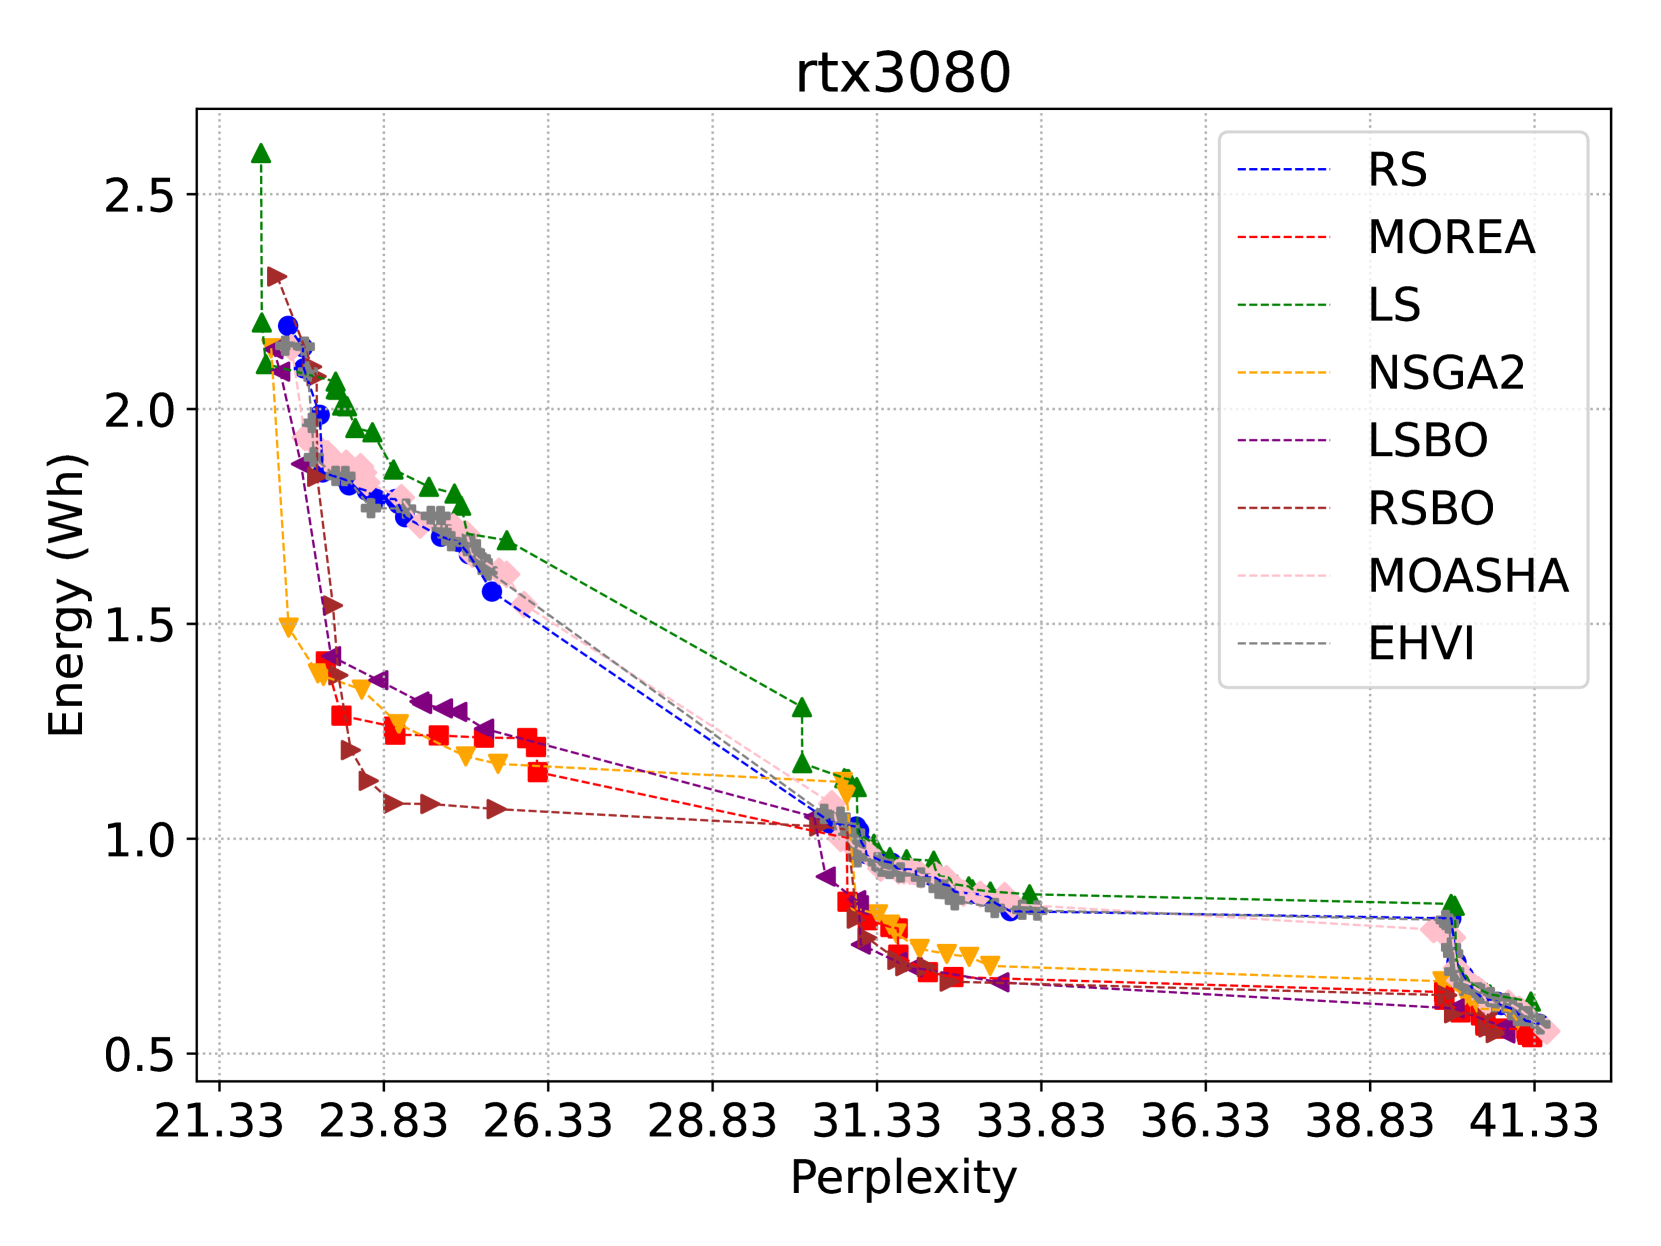 rtx3080
RS
MOREA
LS
NSGA2
LSBO
RSBO
MOASHA
EHVI
Energy (Wh)
2.5
2.0
1.5
1.0
0.5
21.33 23.83 26.33 28.83 31.33 33.83 36.33 38.83 41.33
Perplexity